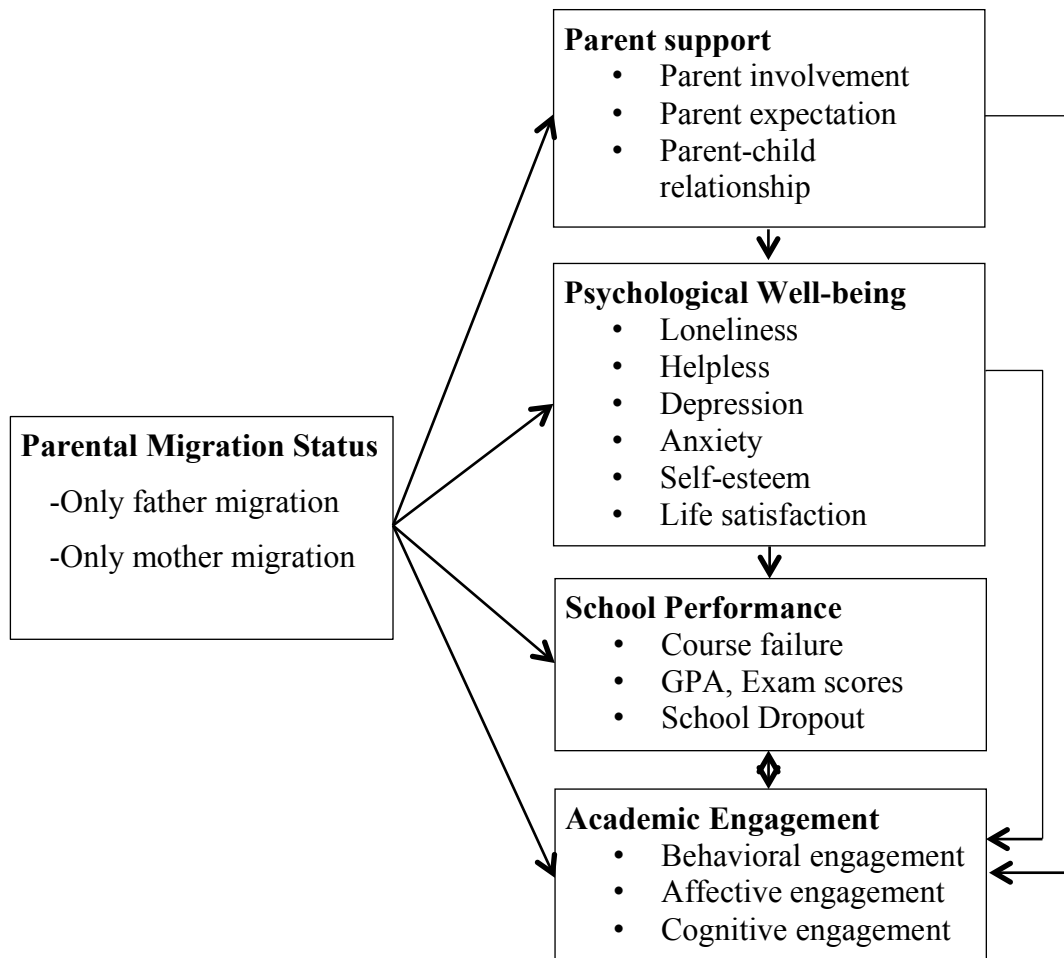 Parent support
• Parent involvement
• Parent expectation
• Parent-child
relationship
Psychological Well-being
• Loneliness
• Helpless
• Depression
• Anxiety
• Self-esteem
• Life satisfaction
Parental Migration Status
-Only father migration
-Only mother migration
School Performance
• Course failure
• GPA, Exam scores
• School Dropout
Academic Engagement
• Behavioral engagement
• Affective engagement
• Cognitive engagement